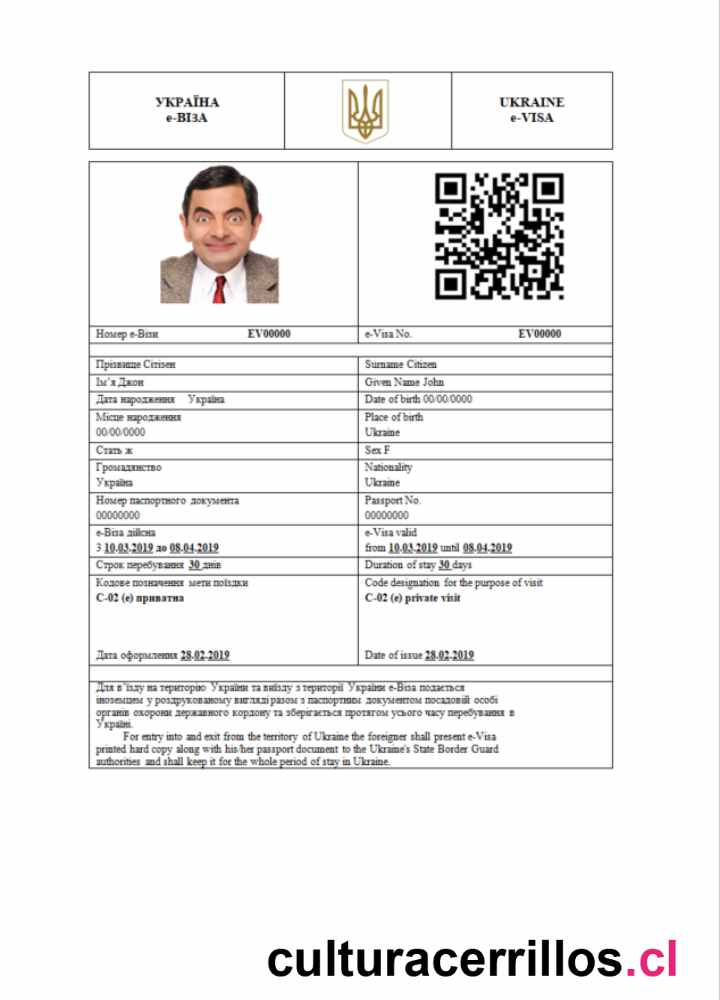 УКРАЇНА
е-ВІЗА
UKRAINE
e-VISA
Номер е-Візи EV00000
e-Visa No. EV00000
Прізвище Сітізен
Surname Citizen
Ім’я Джон
Given Name John
Дата народження Україна
Date of birth 00/00/0000
Місце народження
00/00/0000
Place of birth
Ukraine
Стать ж
Sex F
Громадянство
Україна
Nationality
Ukraine
Номер паспортного документа
00000000
Passport No.
00000000
е-Віза дійсна
З 10.03.2019 до 08.04.2019
e-Visa valid
from 10.03.2019 until 08.04.2019
Строк перебування 30 днів
Duration of stay 30 days
Кодове позначення мети поїздки
С-02 (е) приватна
Code designation for the purpose of visit
C-02 (e) private visit
Дата оформлення 28.02.2019
Date of issue 28.02.2019
Для в’їзду на територію України та виїзду з території України е-Віза подається
іноземцем у роздрукованому вигляді разом з паспортним документом посадовій особі
органів охорони державного кордону та зберігається протягом усього часу перебування в
Україні.
For entry into and exit from the territory of Ukraine the foreigner shall present e-Visa
printed hard copy along with his/her passport document to the Ukraine's State Border Guard
authorities and shall keep it for the whole period of stay in Ukraine.
culturacerrillos.cl